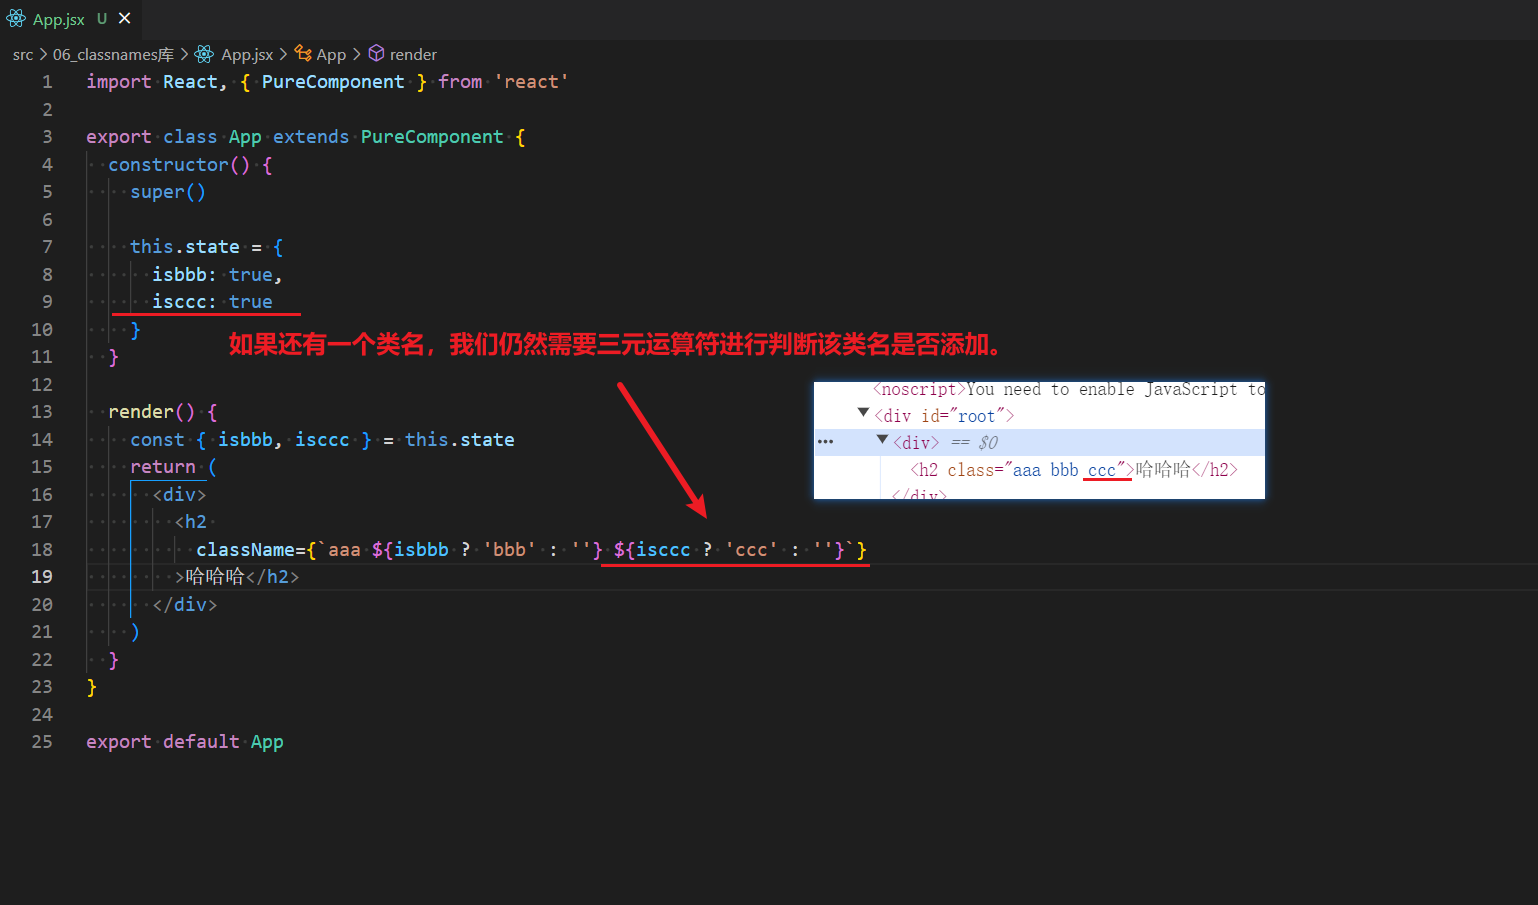 App.jsx U
src > 06_classnames库 > App.jsx > App > render
1 import React, { PureComponent } from 'react'
2
3 export class App extends PureComponent {
4 constructor() {
5 super()
6
7 this.state = {
8 isbbb: true,
9 isccc: true
10 }
如果还有一个类名，我们仍然需要三元运算符进行判断该类名是否添加。
11 }
12
<noscript>You need to enable JavaScript to
<div id="root">
<div> == $0
<h2 class="aaa bbb ccc">哈哈哈</h2>
</div>
13 render() {
14 const { isbbb, isccc } = this.state
15 return (
16 <div>
17 <h2
18 className={`aaa ${isbbb ? 'bbb' : ''} ${isccc ? 'ccc' : ''}`}
19 >哈哈哈</h2>
20 </div>
21 )
22 }
23 }
24
25 export default App